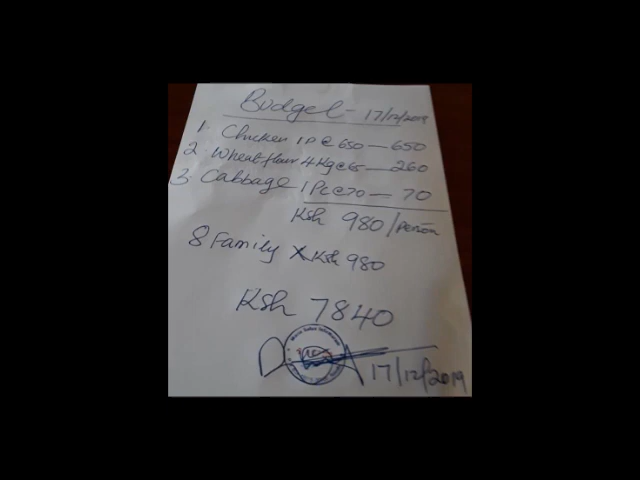 Budget - 17/12/2019
1. Chicken 1P@650 — 650
2. Wheat flour 4Kg@65 — 260
3. Cabbage 1Pc@70 — 70
Ksh 980/person
8 Family X Ksh 980
Ksh 7840
17/12/2019